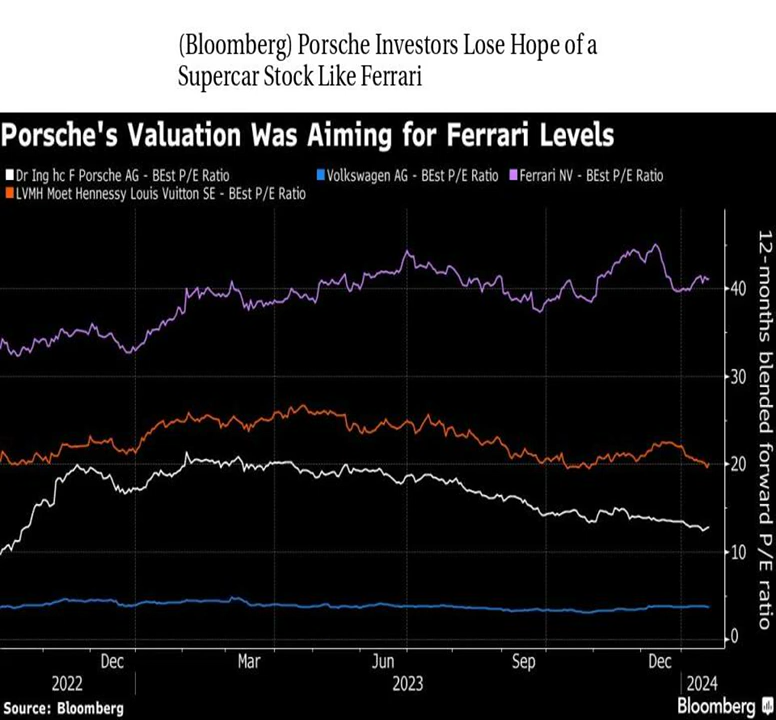 (Bloomberg) Porsche Investors Lose Hope of a
Supercar Stock Like Ferrari
Porsche's Valuation Was Aiming for Ferrari Levels
Dr Ing hc F Porsche AG - BEst P/E Ratio
Volkswagen AG - BEst P/E Ratio
Ferrari NV - BEst P/E Ratio
LVMH Moet Hennessy Louis Vuitton SE - BEst P/E Ratio
40
30
20
10
0
12-months blended forward P/E ratio
Dec
Mar
Jun
Sep
Dec
2022
2023
2024
Source: Bloomberg
Bloomberg